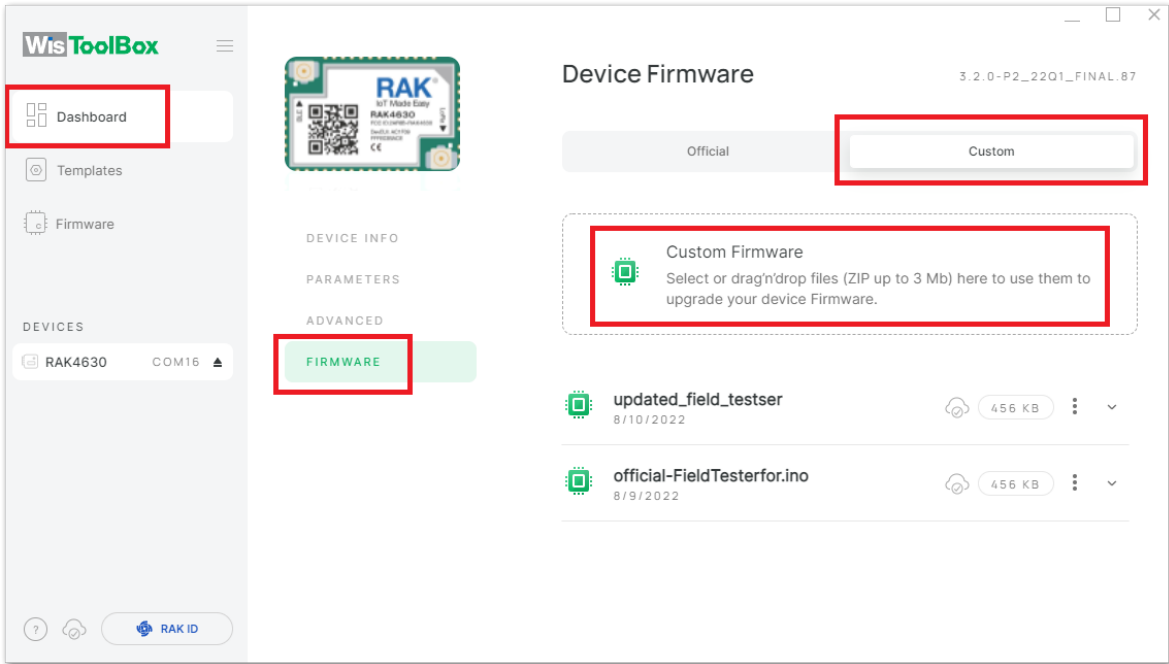 WisToolBox
Dashboard
Templates
Firmware
DEVICES
RAK4630 COM16
? RAK ID
RAK®
IoT Made Easy
RAK4630
BLE
LoRa
CE
DEVICE INFO
PARAMETERS
ADVANCED
FIRMWARE
Device Firmware
3.2.0-P2_22Q1_FINAL.87
Official
Custom
Custom Firmware
Select or drag'n'drop files (ZIP up to 3 Mb) here to use them to
upgrade your device Firmware.
updated_field_testser
8/10/2022
456 KB
official-FieldTesterfor.ino
8/9/2022
456 KB